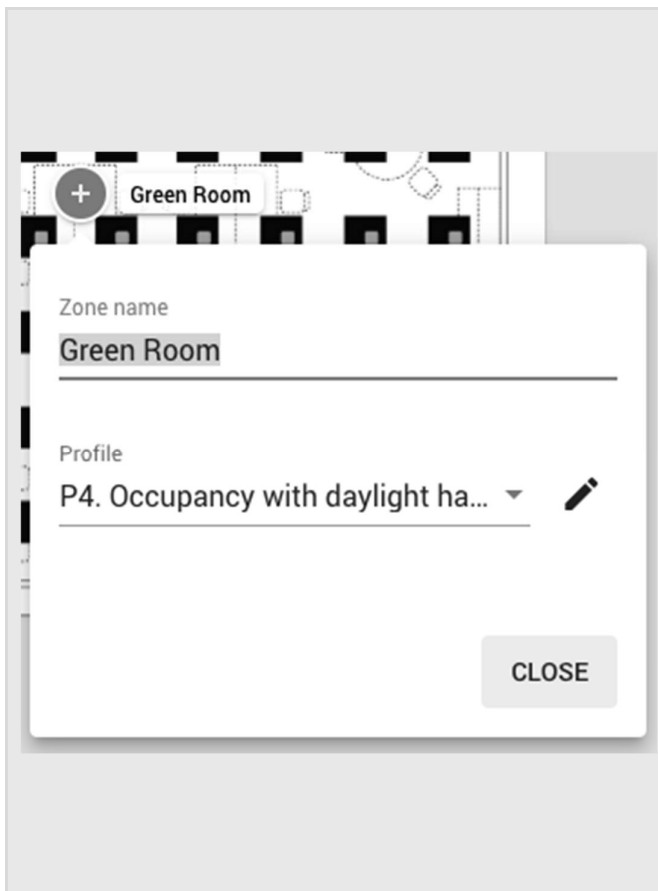 Green Room
Zone name
Green Room
Profile
P4. Occupancy with daylight ha...
CLOSE